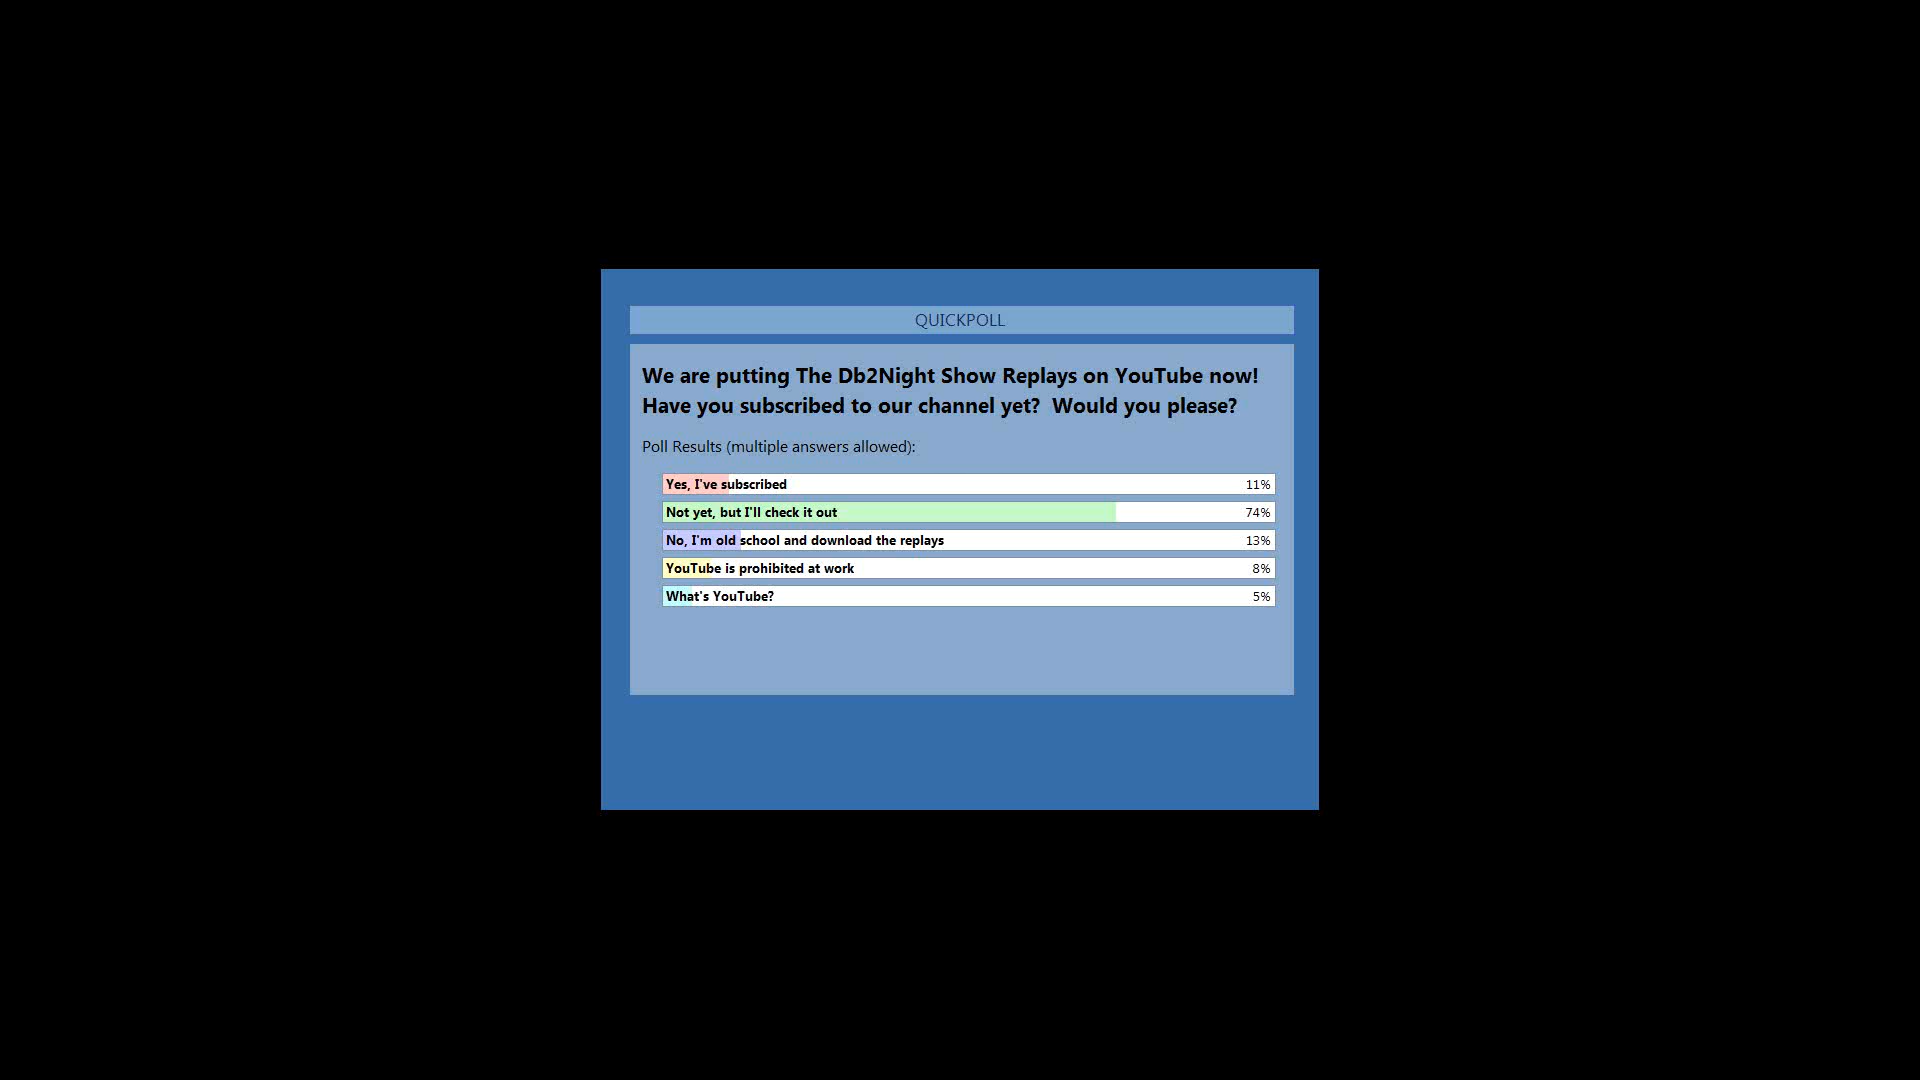 QUICKPOLL
We are putting The Db2Night Show Replays on YouTube now!
Have you subscribed to our channel yet?  Would you please?
Poll Results (multiple answers allowed):
Yes, I've subscribed 11%
Not yet, but I'll check it out 74%
No, I'm old school and download the replays 13%
YouTube is prohibited at work 8%
What's YouTube? 5%